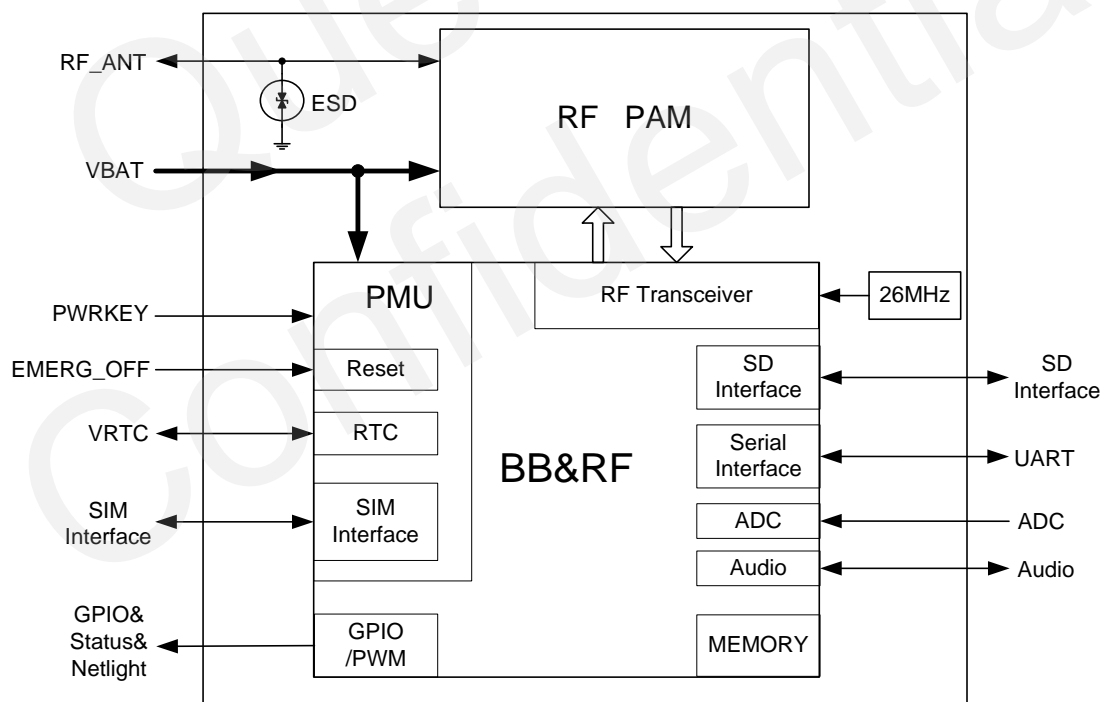 RF_ANT
ESD
RF PAM
VBAT
PMU
RF Transceiver
26MHz
PWRKEY
EMERG_OFF
Reset
SD
Interface
SD
Interface
VRTC
RTC
BB&RF
Serial
Interface
UART
SIM
Interface
SIM
Interface
ADC
ADC
Audio
Audio
GPIO&
Status&
Netlight
GPIO
/PWM
MEMORY
Confidential